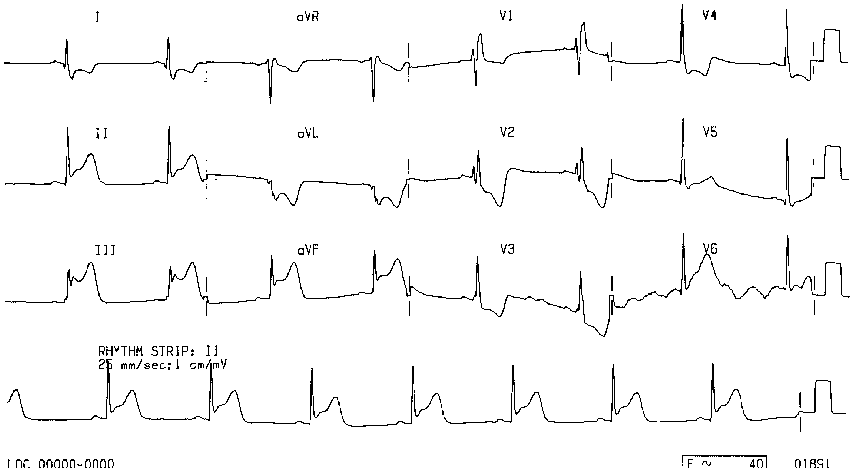 I aVR V1 V4
II aVL V2 V5
III aVF V3 V6
RHYTHM STRIP: II
25 mm/sec; 1 cm/mV
LOC 00000-0000 F ~ 40 01891